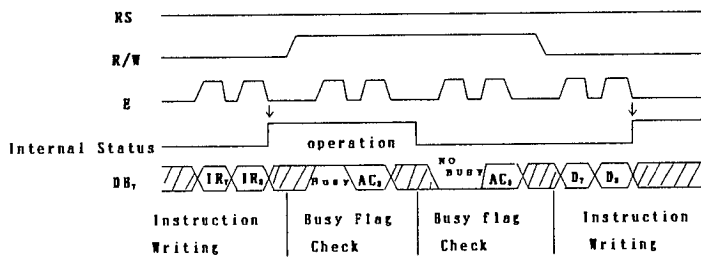 RS
R/W
E
Internal Status operation
DB₇ IR₇ IR₃ BUSY AC₃ NO BUSY AC₃ D₇ D₃
Instruction Busy Flag Busy flag Instruction
Writing Check Check Writing